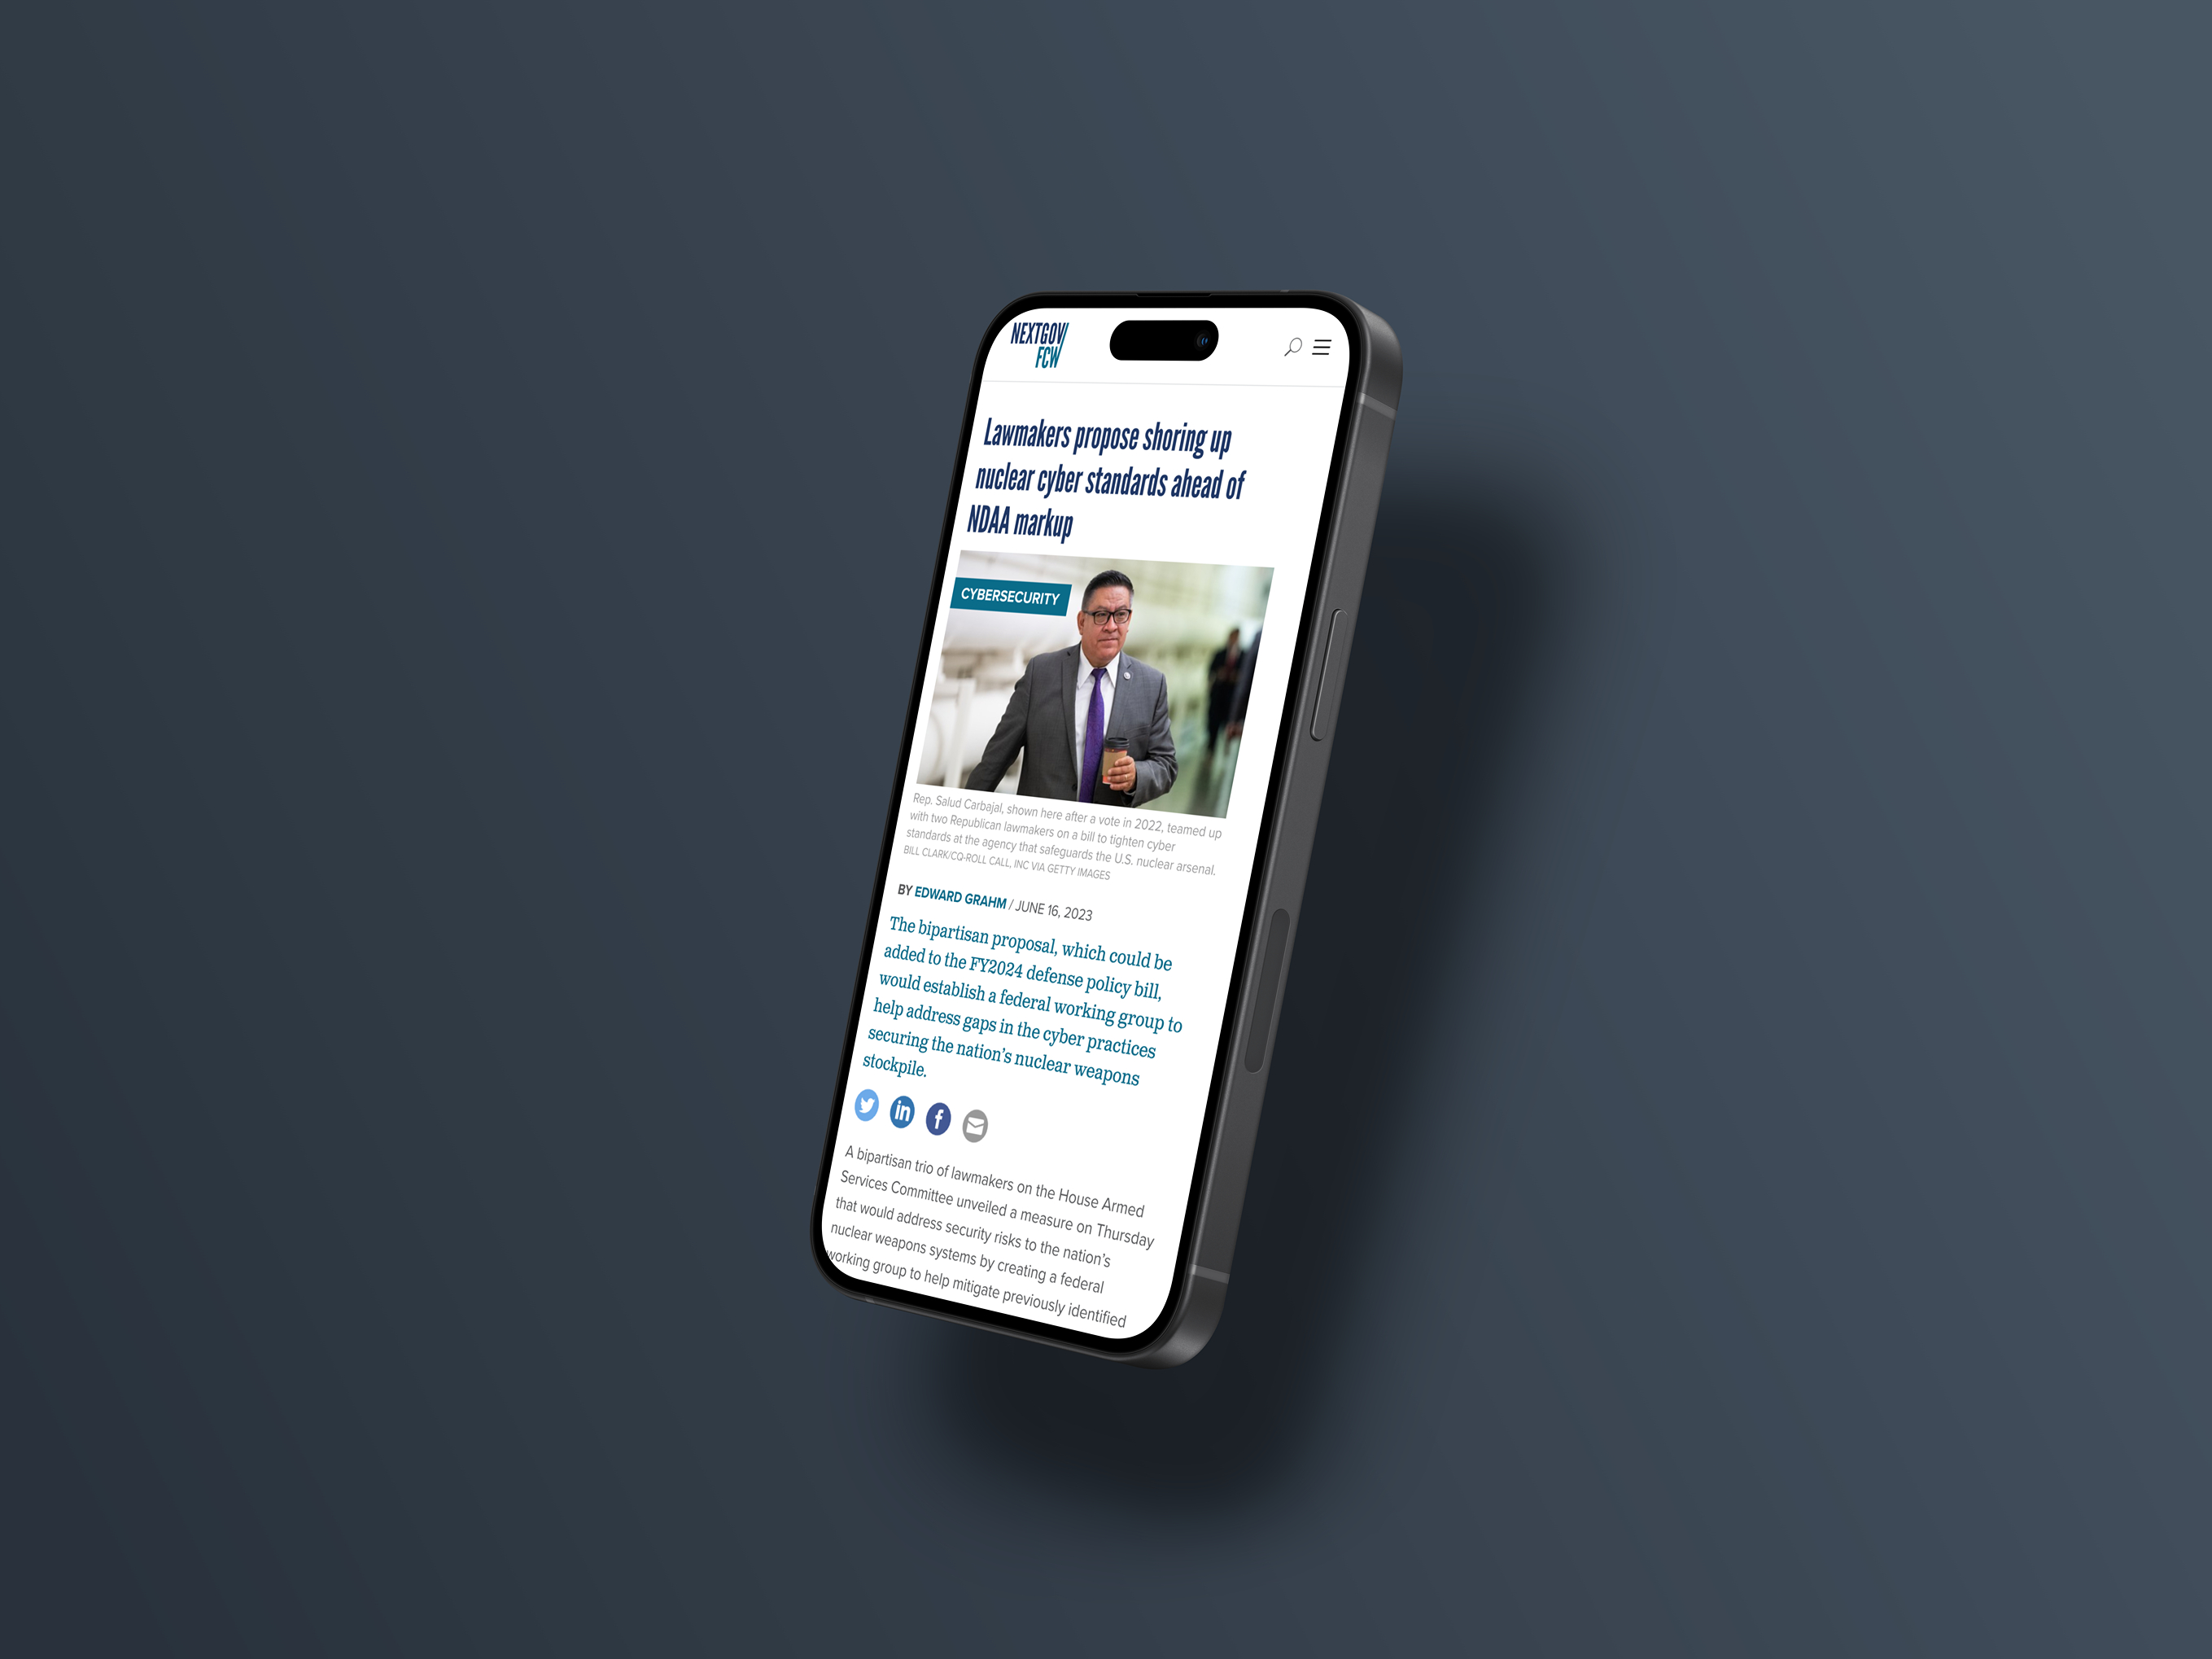 NEXTGOV
FCW
Lawmakers propose shoring up
nuclear cyber standards ahead of
NDAA markup
CYBERSECURITY
Rep. Salud Carbajal, shown here after a vote in 2022, teamed up
with two Republican lawmakers on a bill to tighten cyber
standards at the agency that safeguards the U.S. nuclear arsenal.
BILL CLARK/CQ-ROLL CALL, INC VIA GETTY IMAGES
BY EDWARD GRAHM / JUNE 16, 2023
The bipartisan proposal, which could be
added to the FY2024 defense policy bill,
would establish a federal working group to
help address gaps in the cyber practices
securing the nation's nuclear weapons
stockpile.
in
f
A bipartisan trio of lawmakers on the House Armed
Services Committee unveiled a measure on Thursday
that would address security risks to the nation's
nuclear weapons systems by creating a federal
working group to help mitigate previously identified